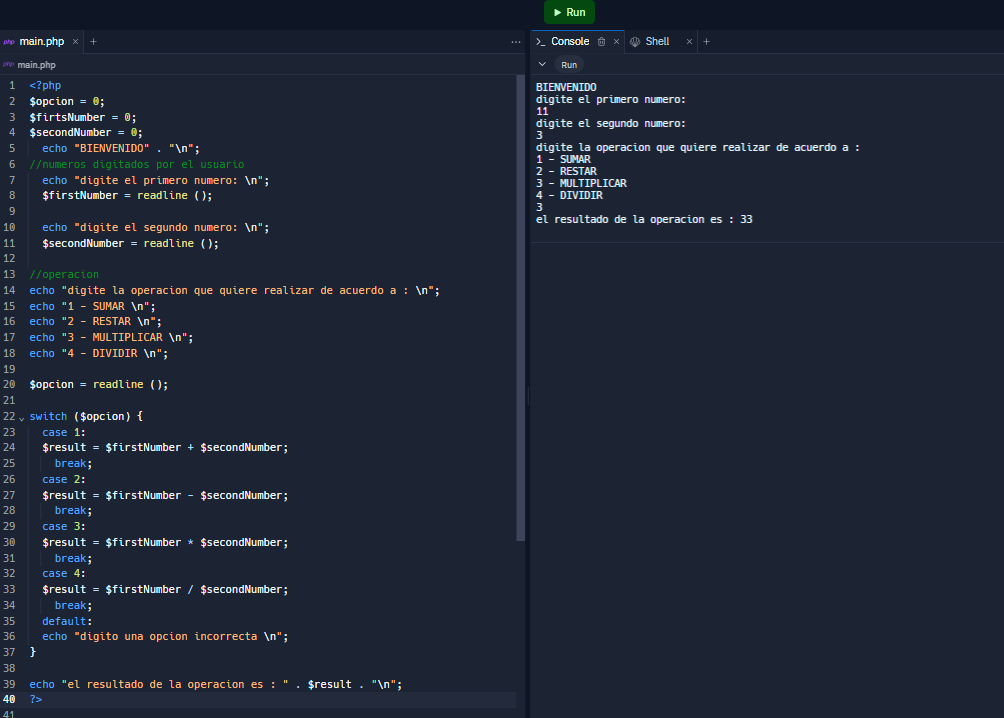 Run
php main.php × +
...
php main.php
1 <?php
2 $opcion = 0;
3 $firtsNumber = 0;
4 $secondNumber = 0;
5 echo "BIENVENIDO" . "\n";
6 //numeros digitados por el usuario
7 echo "digite el primero numero: \n";
8 $firstNumber = readline ();
9
10 echo "digite el segundo numero: \n";
11 $secondNumber = readline ();
12
13 //operacion
14 echo "digite la operacion que quiere realizar de acuerdo a : \n";
15 echo "1 - SUMAR \n";
16 echo "2 - RESTAR \n";
17 echo "3 - MULTIPLICAR \n";
18 echo "4 - DIVIDIR \n";
19
20 $opcion = readline ();
21
22 switch ($opcion) {
23 case 1:
24 $result = $firstNumber + $secondNumber;
25 break;
26 case 2:
27 $result = $firstNumber - $secondNumber;
28 break;
29 case 3:
30 $result = $firstNumber * $secondNumber;
31 break;
32 case 4:
33 $result = $firstNumber / $secondNumber;
34 break;
35 default:
36 echo "digito una opcion incorrecta \n";
37 }
38
39 echo "el resultado de la operacion es : " . $result . "\n";
40 ?>
41
>_ Console × Shell × +
Run
BIENVENIDO
digite el primero numero:
11
digite el segundo numero:
3
digite la operacion que quiere realizar de acuerdo a :
1 - SUMAR
2 - RESTAR
3 - MULTIPLICAR
4 - DIVIDIR
3
el resultado de la operacion es : 33